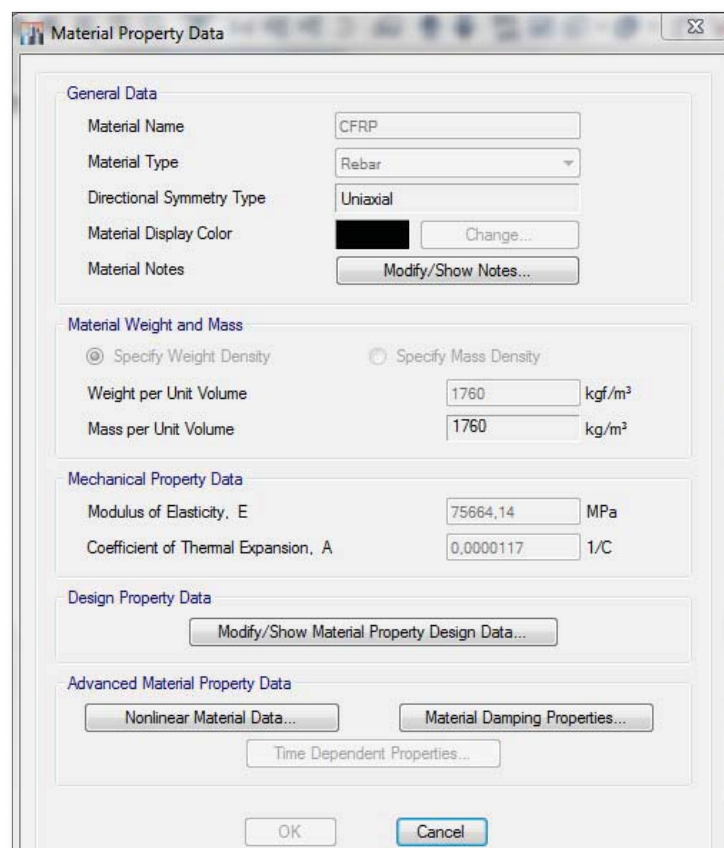 Material Property Data
General Data
Material Name CFRP
Material Type Rebar
Directional Symmetry Type Uniaxial
Material Display Color Change...
Material Notes Modify/Show Notes...
Material Weight and Mass
Specify Weight Density Specify Mass Density
Weight per Unit Volume 1760 kgf/m³
Mass per Unit Volume 1760 kg/m³
Mechanical Property Data
Modulus of Elasticity, E 75664,14 MPa
Coefficient of Thermal Expansion, A 0,0000117 1/C
Design Property Data
Modify/Show Material Property Design Data...
Advanced Material Property Data
Nonlinear Material Data... Material Damping Properties...
Time Dependent Properties...
OK Cancel